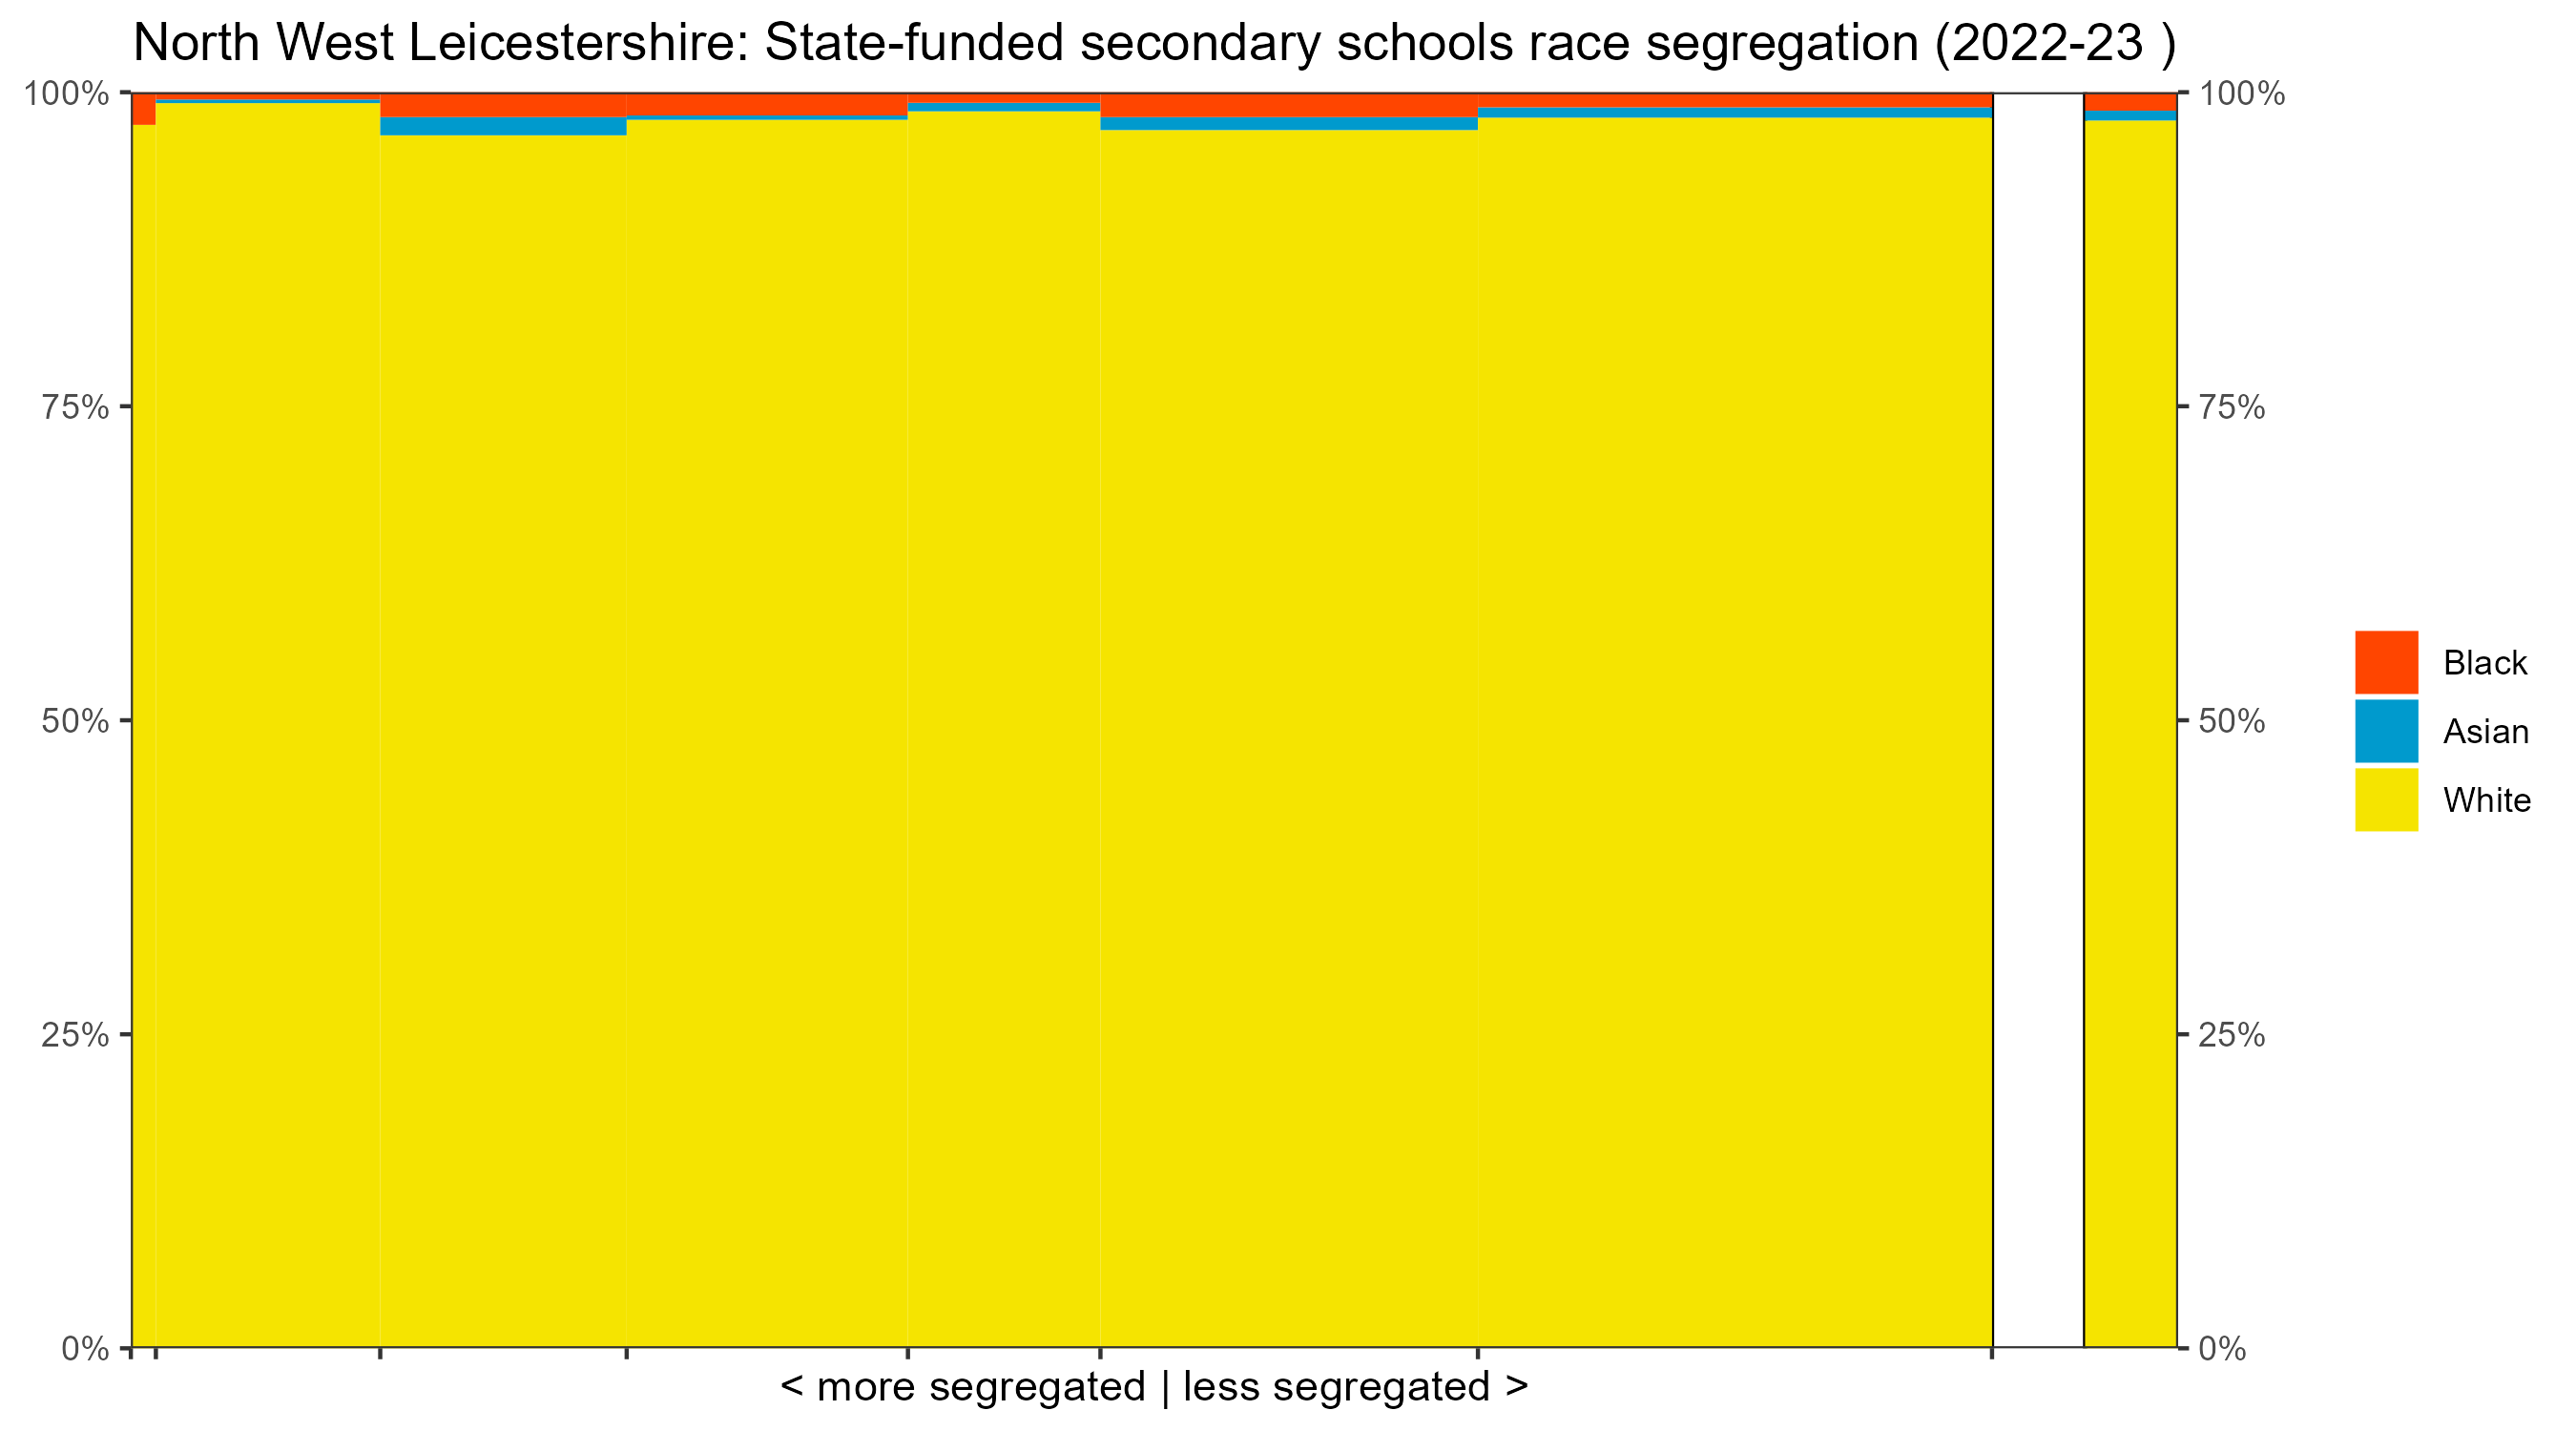 North West Leicestershire: State-funded secondary schools race segregation (2022-23 )
100%
75%
50%
25%
0%
100%
75%
50%
25%
0%
Black
Asian
White
< more segregated | less segregated >